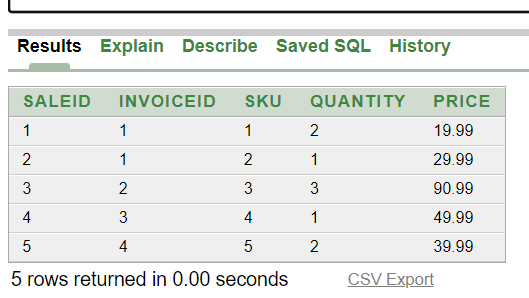 Results Explain Describe Saved SQL History
SALEID INVOICEID SKU QUANTITY PRICE
1 1 1 2 19.99
2 1 2 1 29.99
3 2 3 3 90.99
4 3 4 1 49.99
5 4 5 2 39.99
5 rows returned in 0.00 seconds CSV Export